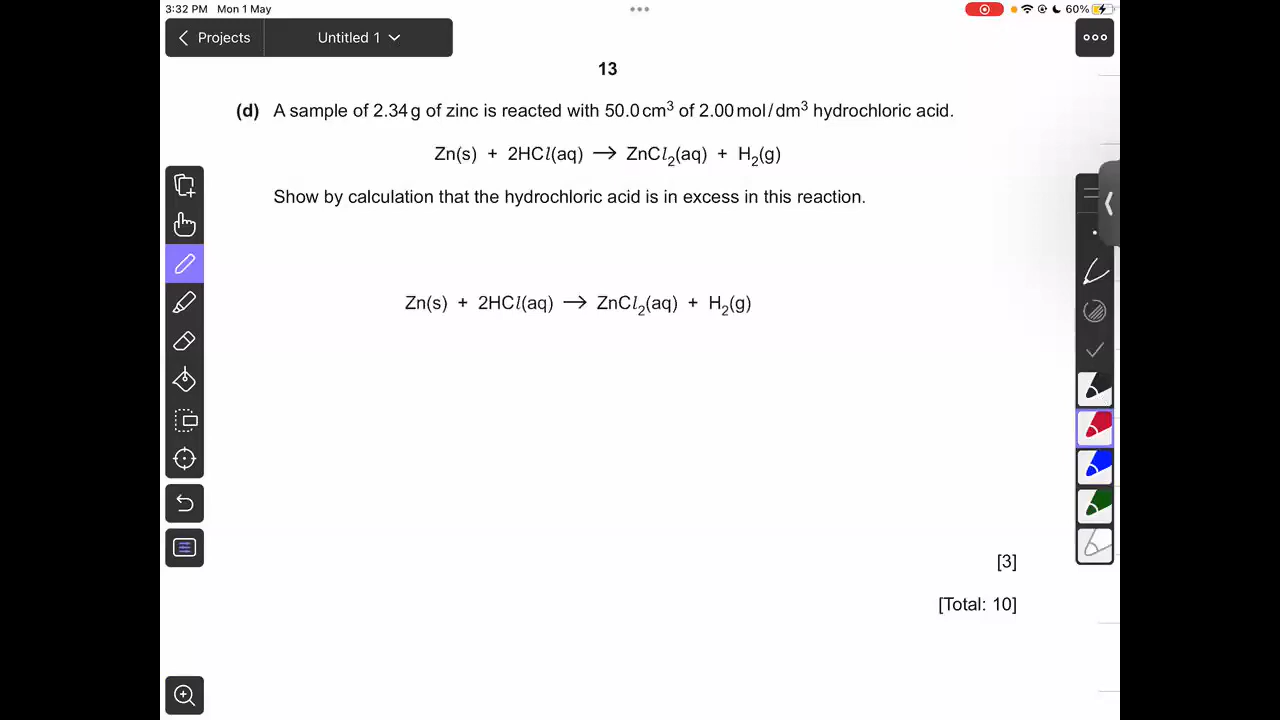 3:32 PM Mon 1 May
60%
Projects
Untitled 1
13
(d) A sample of 2.34 g of zinc is reacted with 50.0 cm³ of 2.00 mol/dm³ hydrochloric acid.
Zn(s) + 2HCl(aq) → ZnCl₂(aq) + H₂(g)
Show by calculation that the hydrochloric acid is in excess in this reaction.
Zn(s) + 2HCl(aq) → ZnCl₂(aq) + H₂(g)
[3]
[Total: 10]